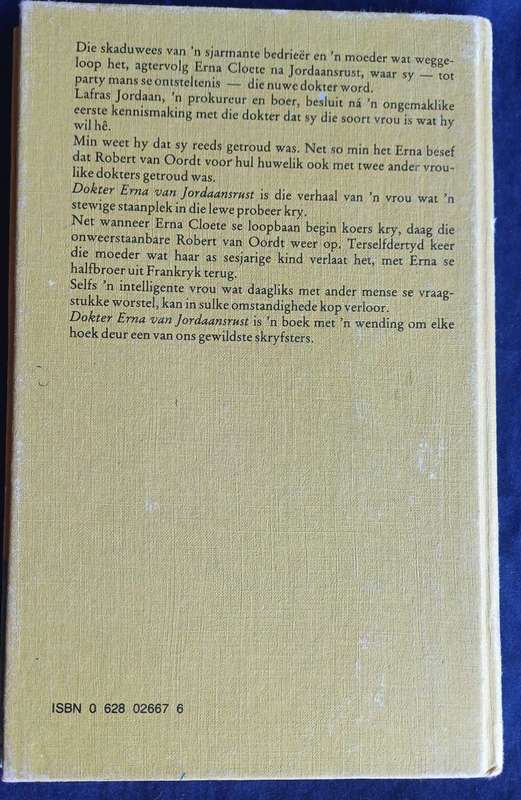 Die skaduwees van 'n sjarmante bedrieër en 'n moeder wat wegge-
loop het, agtervolg Erna Cloete na Jordaansrust, waar sy — tot
party mans se ontsteltenis — die nuwe dokter word.
Lafras Jordaan, 'n prokureur en boer, besluit ná 'n ongemaklike
eerste kennismaking met die dokter dat sy die soort vrou is wat hy
wil hê.
Min weet hy dat sy reeds getroud was. Net so min het Erna besef
dat Robert van Oordt voor hul huwelik ook met twee ander vrou-
like dokters getroud was.
Dokter Erna van Jordaansrust is die verhaal van 'n vrou wat 'n
stewige staanplek in die lewe probeer kry.
Net wanneer Erna Cloete se loopbaan begin koers kry, daag die
onweerstaanbare Robert van Oordt weer op. Terselfdertyd keer
die moeder wat haar as sesjarige kind verlaat het, met Erna se
halfbroer uit Frankryk terug.
Selfs 'n intelligente vrou wat daagliks met ander mense se vraag-
stukke worstel, kan in sulke omstandighede kop verloor.
Dokter Erna van Jordaansrust is 'n boek met 'n wending om elke
hoek deur een van ons gewildste skryfsters.
ISBN 0 628 02667 6